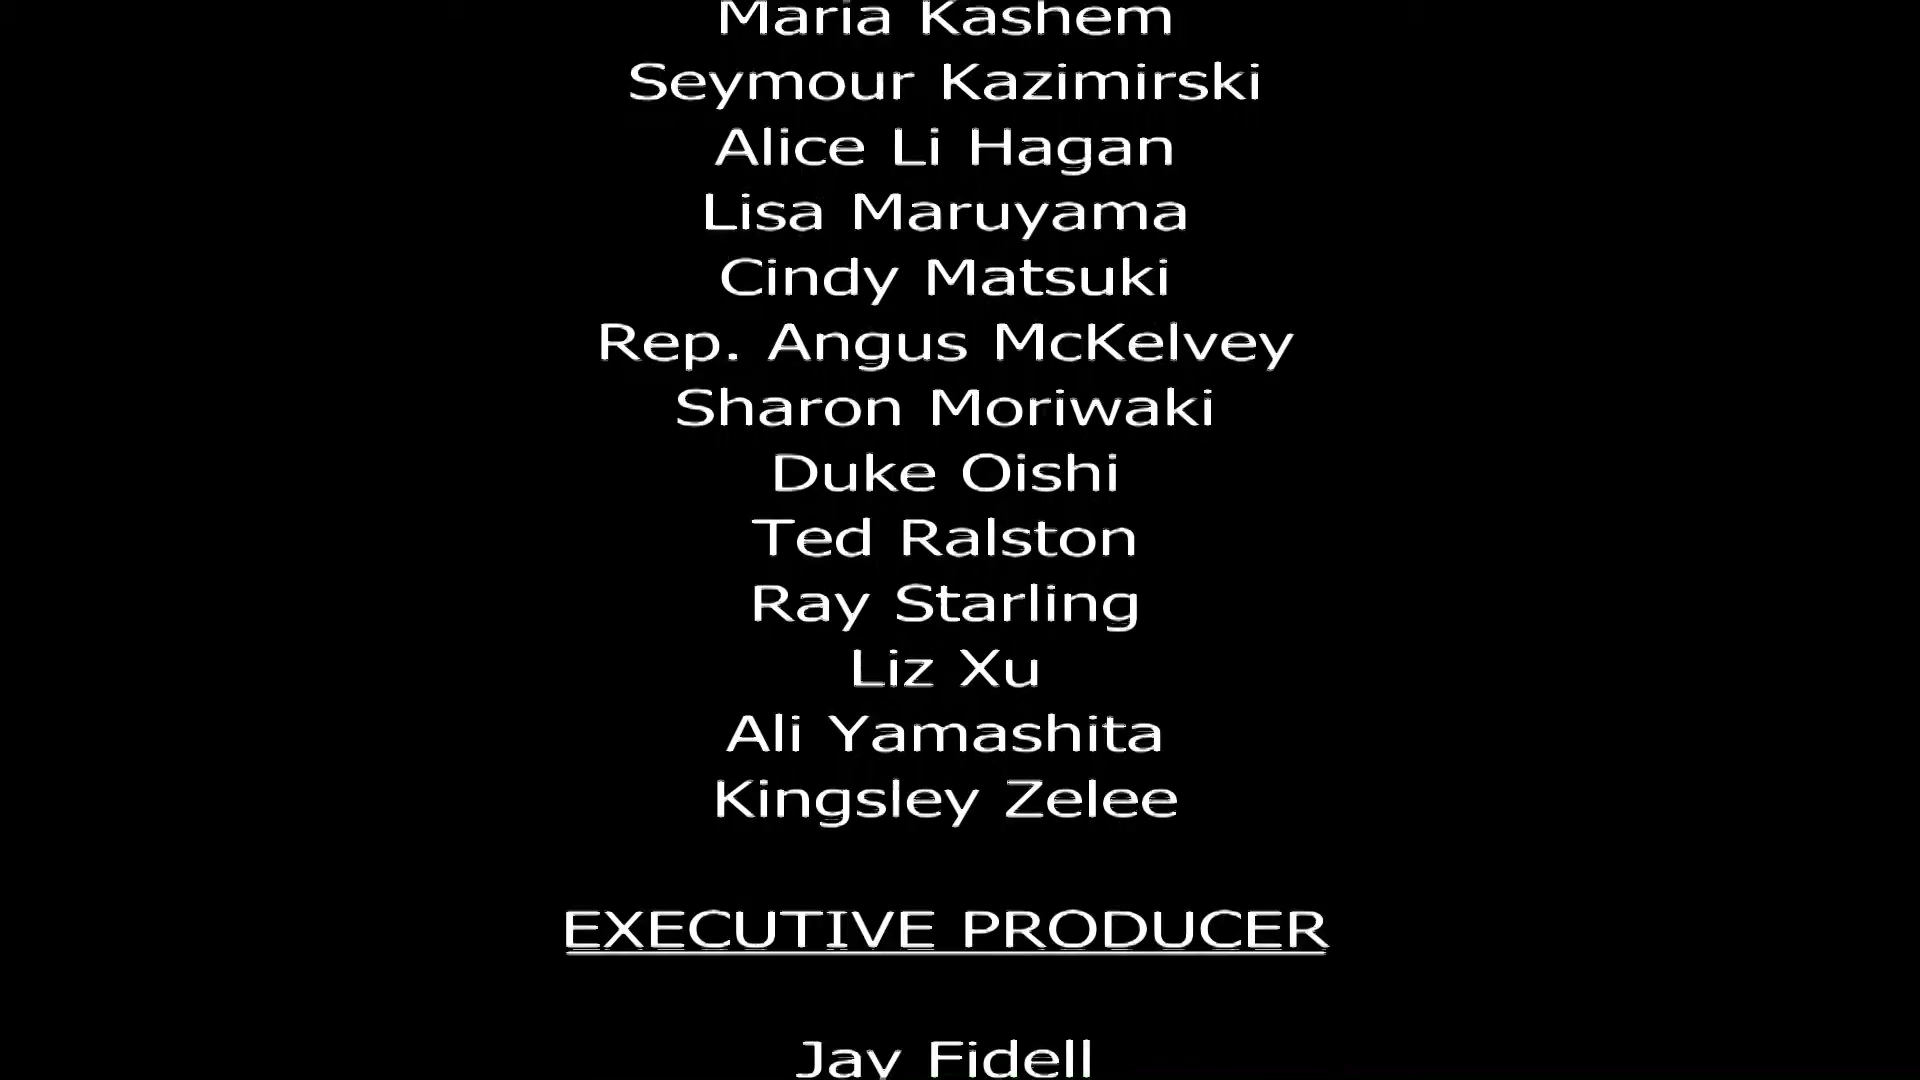 Maria Kashem
Seymour Kazimirski
Alice Li Hagan
Lisa Maruyama
Cindy Matsuki
Rep. Angus McKelvey
Sharon Moriwaki
Duke Oishi
Ted Ralston
Ray Starling
Liz Xu
Ali Yamashita
Kingsley Zelee
EXECUTIVE PRODUCER
Jay Fidell